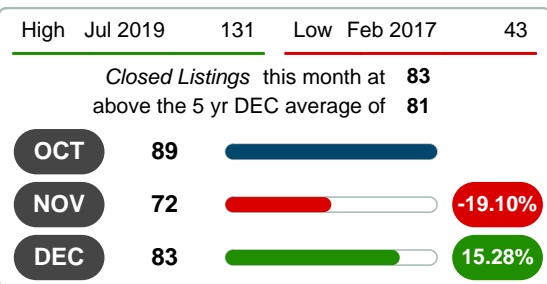 High Jul 2019 131 Low Feb 2017 43
Closed Listings this month at 83
above the 5 yr DEC average of 81
OCT 89
NOV 72 -19.10%
DEC 83 15.28%